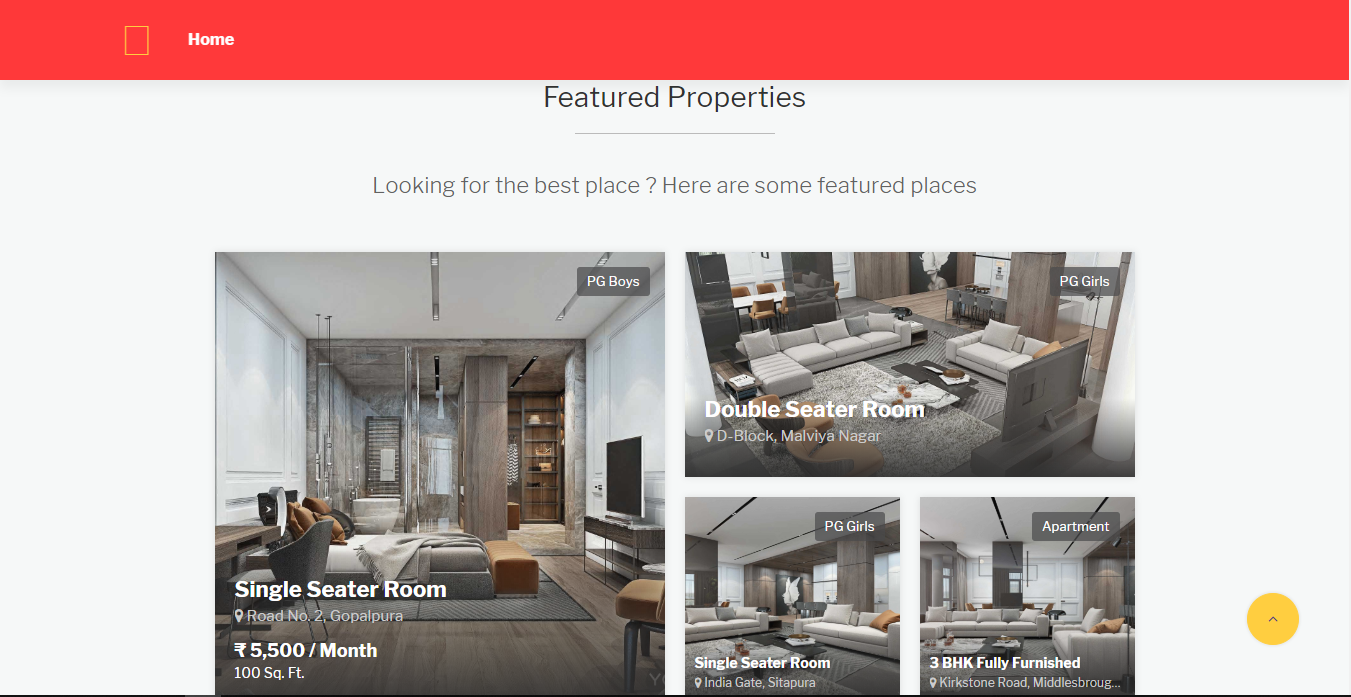 Home
Featured Properties
Looking for the best place ? Here are some featured places
PG Boys
Single Seater Room
Road No. 2, Gopalpura
₹ 5,500 / Month
100 Sq. Ft.
PG Girls
Double Seater Room
D-Block, Malviya Nagar
PG Girls
Single Seater Room
India Gate, Sitapura
Apartment
3 BHK Fully Furnished
Kirkstone Road, Middlesbroug...